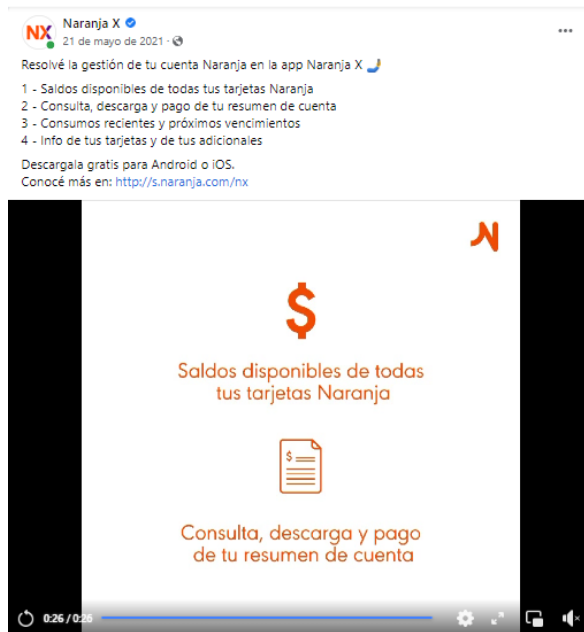 NX
Naranja X
21 de mayo de 2021 ·
Resolvé la gestión de tu cuenta Naranja en la app Naranja X 🤳
1 - Saldos disponibles de todas tus tarjetas Naranja
2 - Consulta, descarga y pago de tu resumen de cuenta
3 - Consumos recientes y próximos vencimientos
4 - Info de tus tarjetas y de tus adicionales
Descargala gratis para Android o iOS.
Conocé más en: http://s.naranja.com/nx
N
$
Saldos disponibles de todas
tus tarjetas Naranja
$
Consulta, descarga y pago
de tu resumen de cuenta
0:26 / 0:26